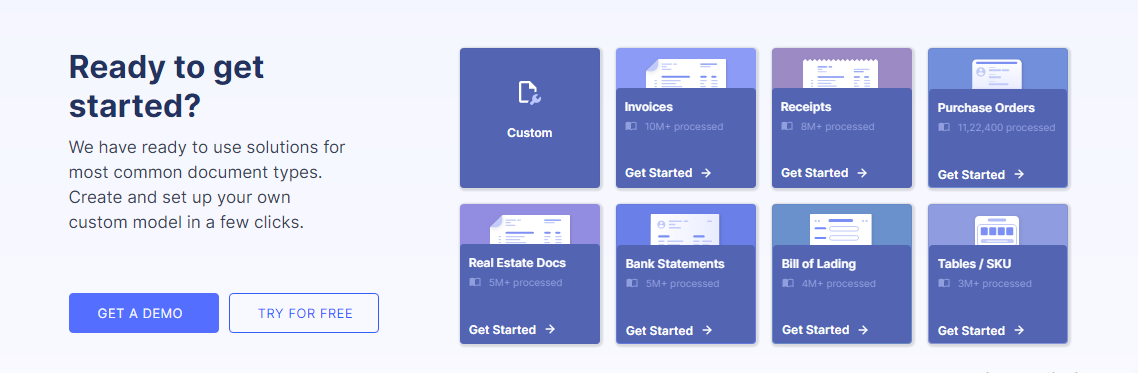 Ready to get
started?
We have ready to use solutions for
most common document types.
Create and set up your own
custom model in a few clicks.
GET A DEMO
TRY FOR FREE
Custom
Invoices
10M+ processed
Get Started
Receipts
8M+ processed
Get Started
Purchase Orders
11,22,400 processed
Get Started
Real Estate Docs
5M+ processed
Get Started
Bank Statements
5M+ processed
Get Started
Bill of Lading
4M+ processed
Get Started
Tables / SKU
3M+ processed
Get Started